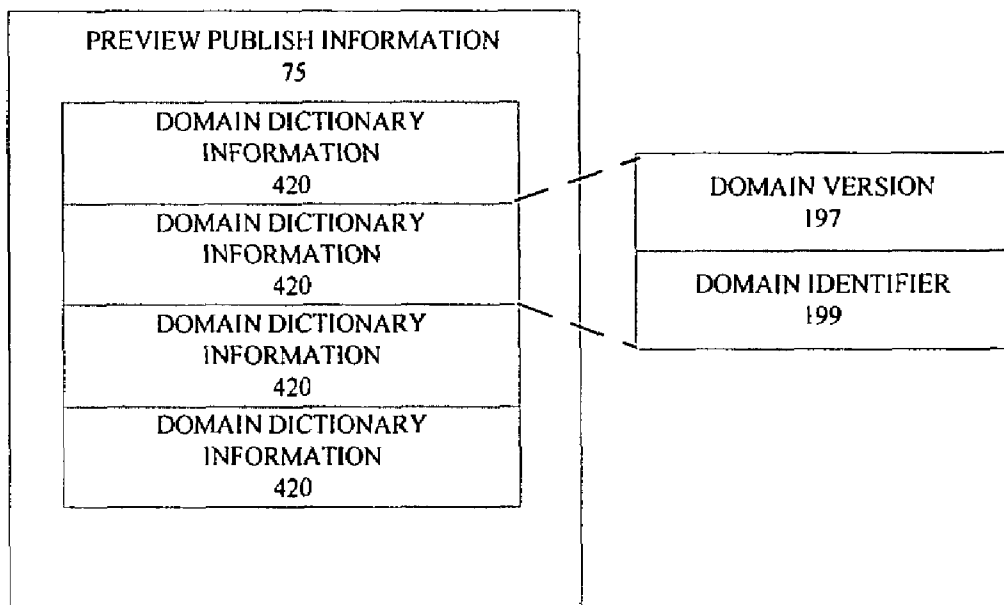 PREVIEW PUBLISH INFORMATION
75
DOMAIN DICTIONARY
INFORMATION
420
DOMAIN DICTIONARY
INFORMATION
420
DOMAIN DICTIONARY
INFORMATION
420
DOMAIN DICTIONARY
INFORMATION
420
DOMAIN VERSION
197
DOMAIN IDENTIFIER
199